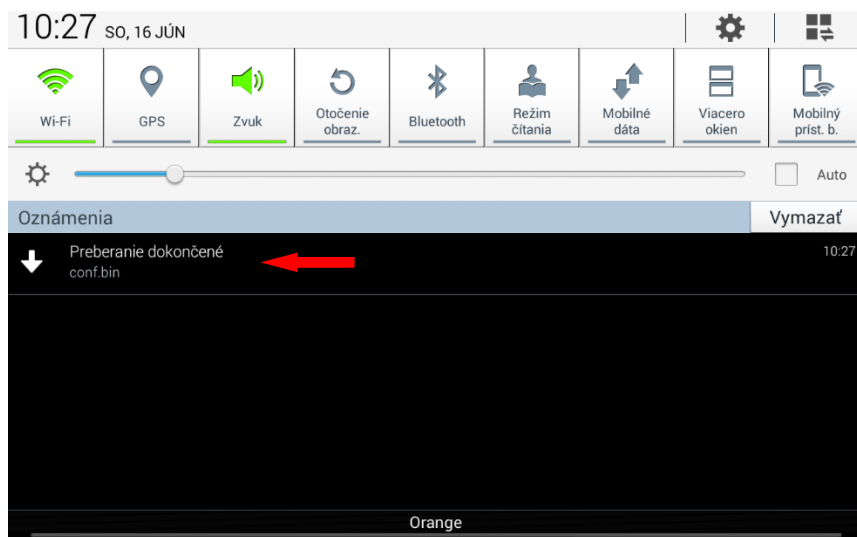 10:27 SO, 16 JÚN
Wi-Fi
GPS
Zvuk
Otočenie
obraz.
Bluetooth
Režim
čítania
Mobilné
dáta
Viacero
okien
Mobilný
príst. b.
Auto
Oznámenia
Vymazať
Preberanie dokončené
10:27
conf.bin
Orange